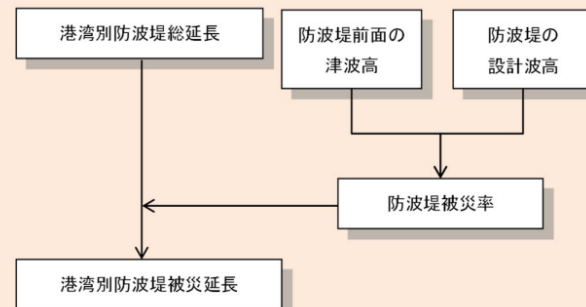 港湾別防波堤総延長
防波堤前面の
津波高
防波堤の
設計波高
防波堤被災率
港湾別防波堤被災延長